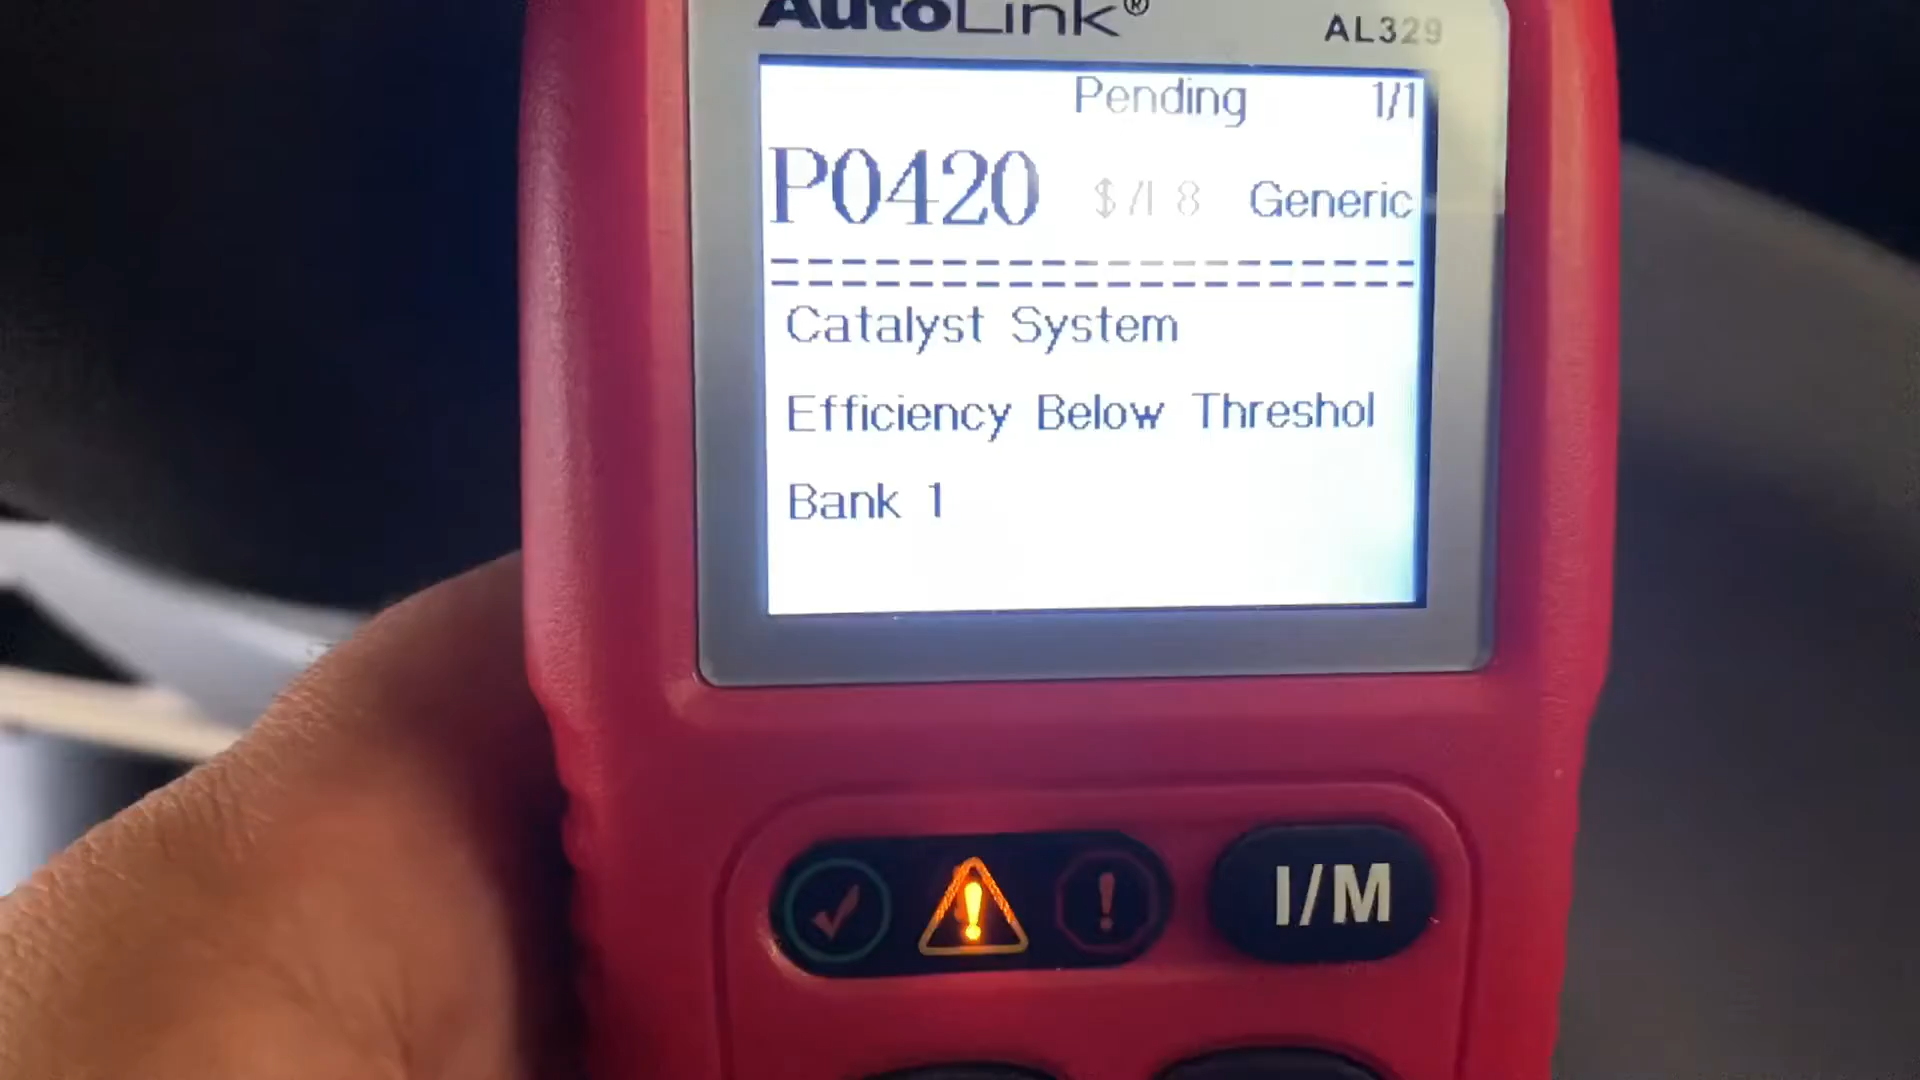 AutoLink®
AL329
Pending 1/1
P0420 Generic
Catalyst System
Efficiency Below Threshol
Bank 1
I/M